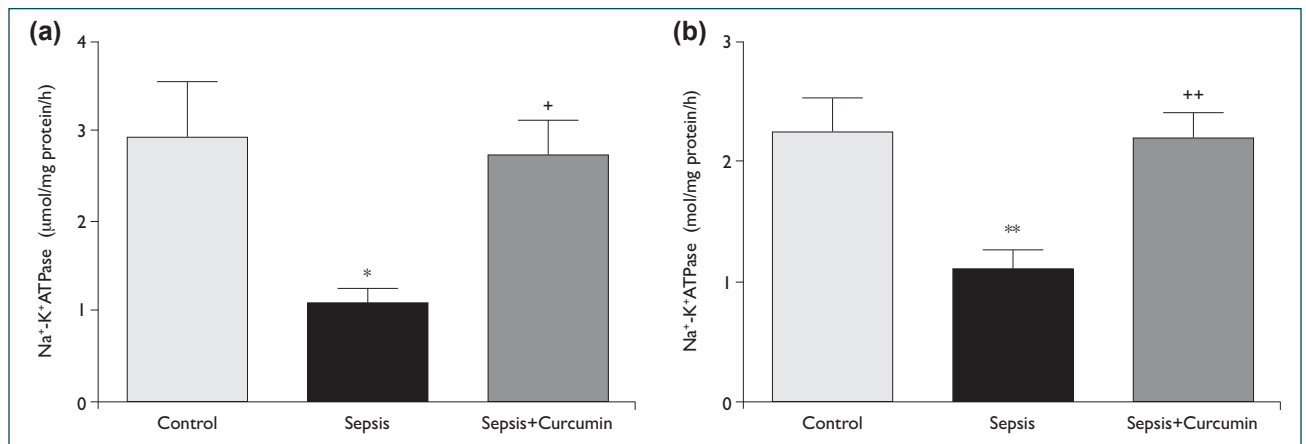 (a)
Na⁺-K⁺ATPase (μmol/mg protein/h)
4
3
2
1
0
*
+
Control
Sepsis
Sepsis+Curcumin
(b)
Na⁺-K⁺ATPase (mol/mg protein/h)
3
2
1
0
**
++
Control
Sepsis
Sepsis+Curcumin